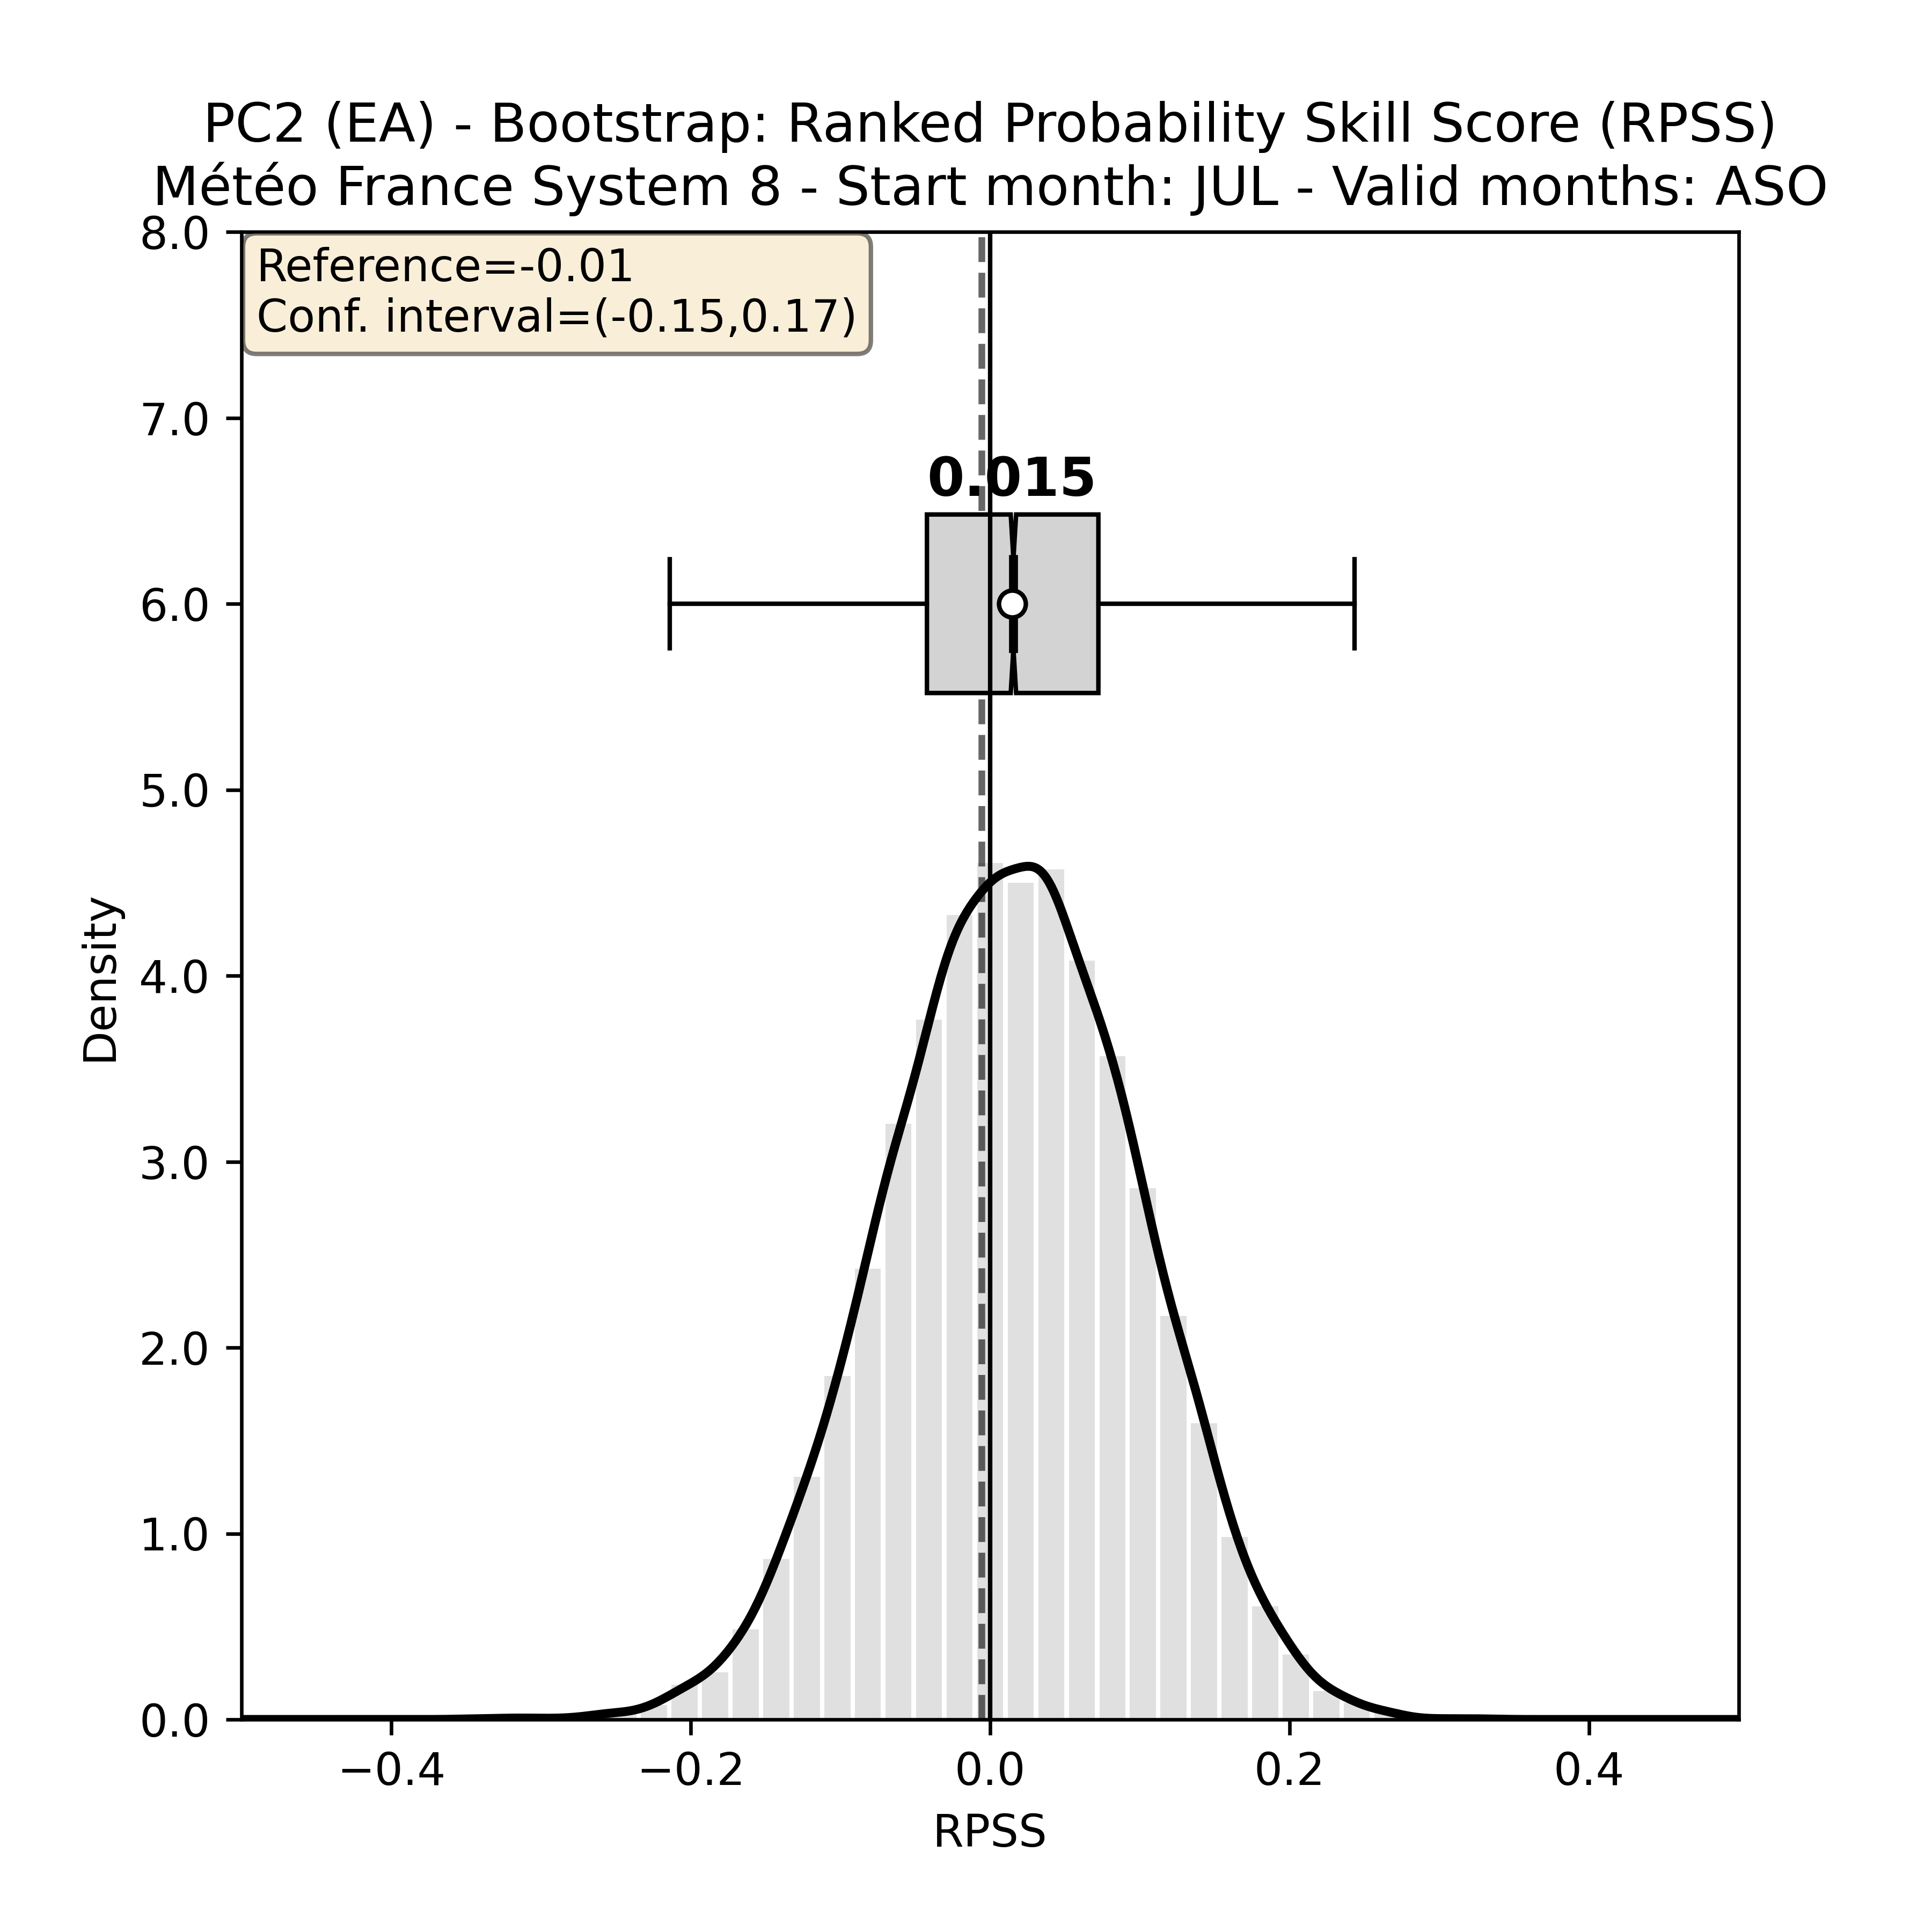 PC2 (EA) - Bootstrap: Ranked Probability Skill Score (RPSS)
Météo France System 8 - Start month: JUL - Valid months: ASO
Reference=-0.01
Conf. interval=(-0.15,0.17)
0.015
8.0
7.0
6.0
5.0
4.0
3.0
2.0
1.0
0.0
Density
−0.4
−0.2
0.0
0.2
0.4
RPSS